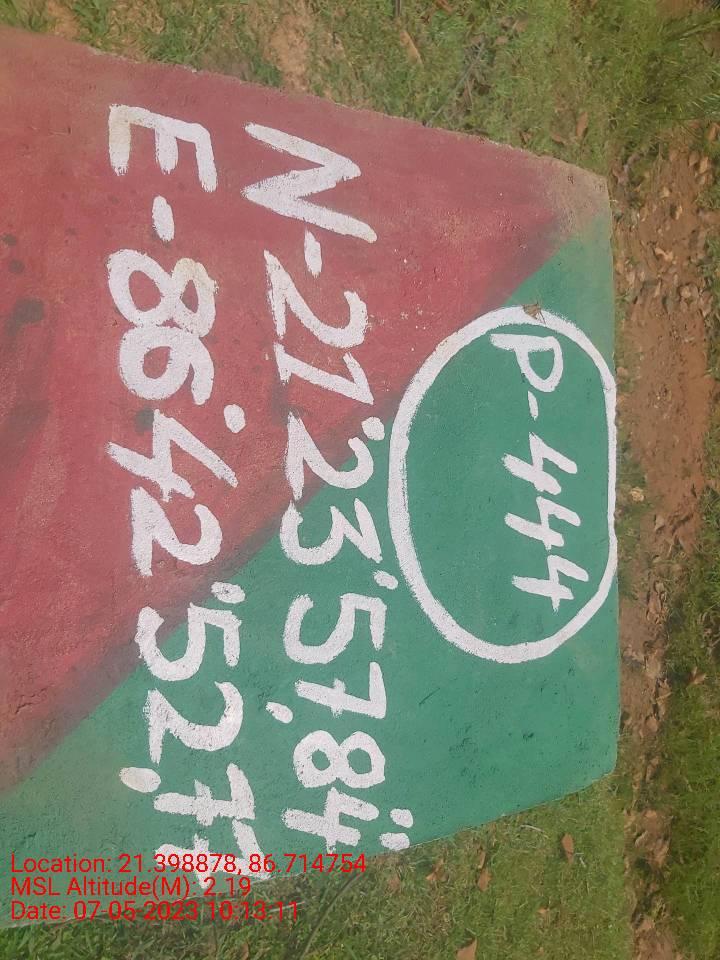 P-444
N-21°23'57,84"
E-86°42'52,77
Location: 21.398878, 86.714754
MSL Altitude(M): 2.19
Date: 07-05-2023 10:13:11